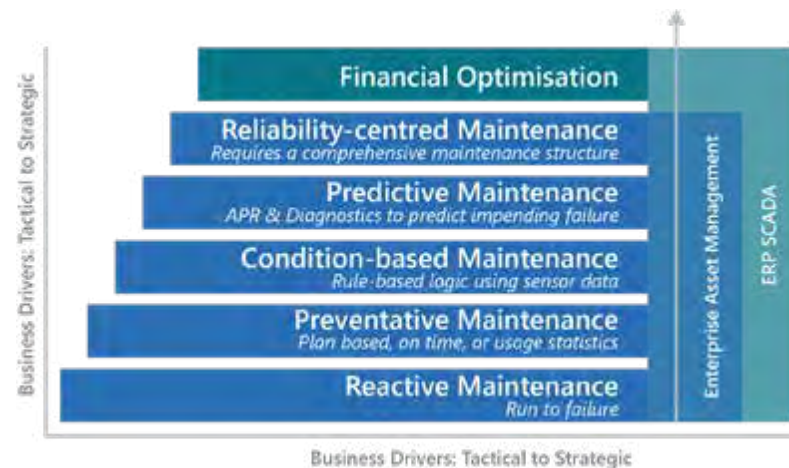 Business Drivers: Tactical to Strategic
Financial Optimisation
Reliability-centred Maintenance
Requires a comprehensive maintenance structure
Predictive Maintenance
APR & Diagnostics to predict impending failure
Condition-based Maintenance
Rule-based logic using sensor data
Preventative Maintenance
Plan based, on time, or usage statistics
Reactive Maintenance
Run to failure
Enterprise Asset Management
ERP SCADA
Business Drivers: Tactical to Strategic